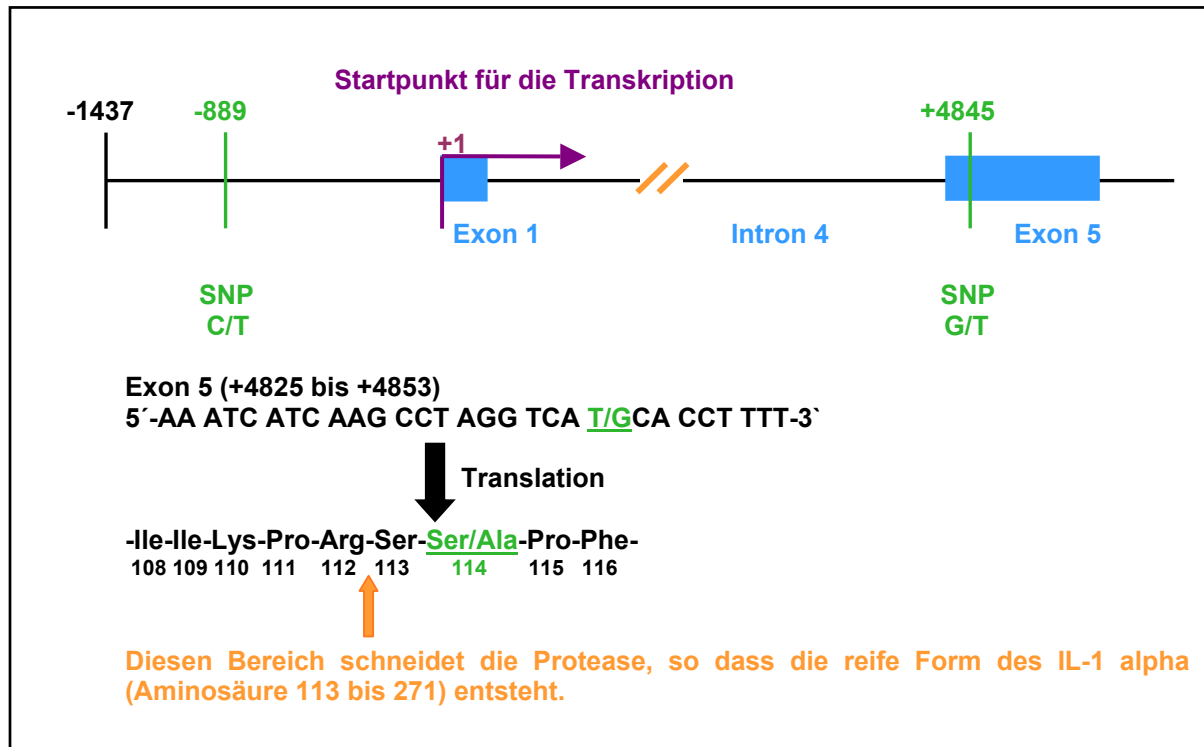 Startpunkt für die Transkription
-1437 -889 +4845
+1
Exon 1 Intron 4 Exon 5
SNP SNP
C/T G/T
Exon 5 (+4825 bis +4853)
5´-AA ATC ATC AAG CCT AGG TCA T/GCA CCT TTT-3`
Translation
-Ile-Ile-Lys-Pro-Arg-Ser-Ser/Ala-Pro-Phe-
108 109 110 111 112 113 114 115 116
Diesen Bereich schneidet die Protease, so dass die reife Form des IL-1 alpha
(Aminosäure 113 bis 271) entsteht.